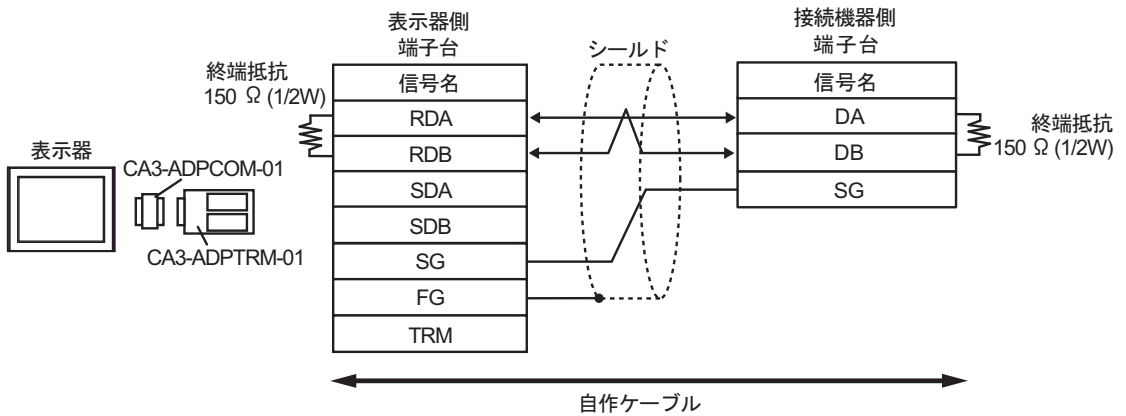 表示器側
端子台
接続機器側
端子台
シールド
終端抵抗
150 Ω (1/2W)
信号名
RDA
RDB
SDA
SDB
SG
FG
TRM
信号名
DA
DB
SG
終端抵抗
150 Ω (1/2W)
表示器
CA3-ADPCOM-01
CA3-ADPTRM-01
自作ケーブル